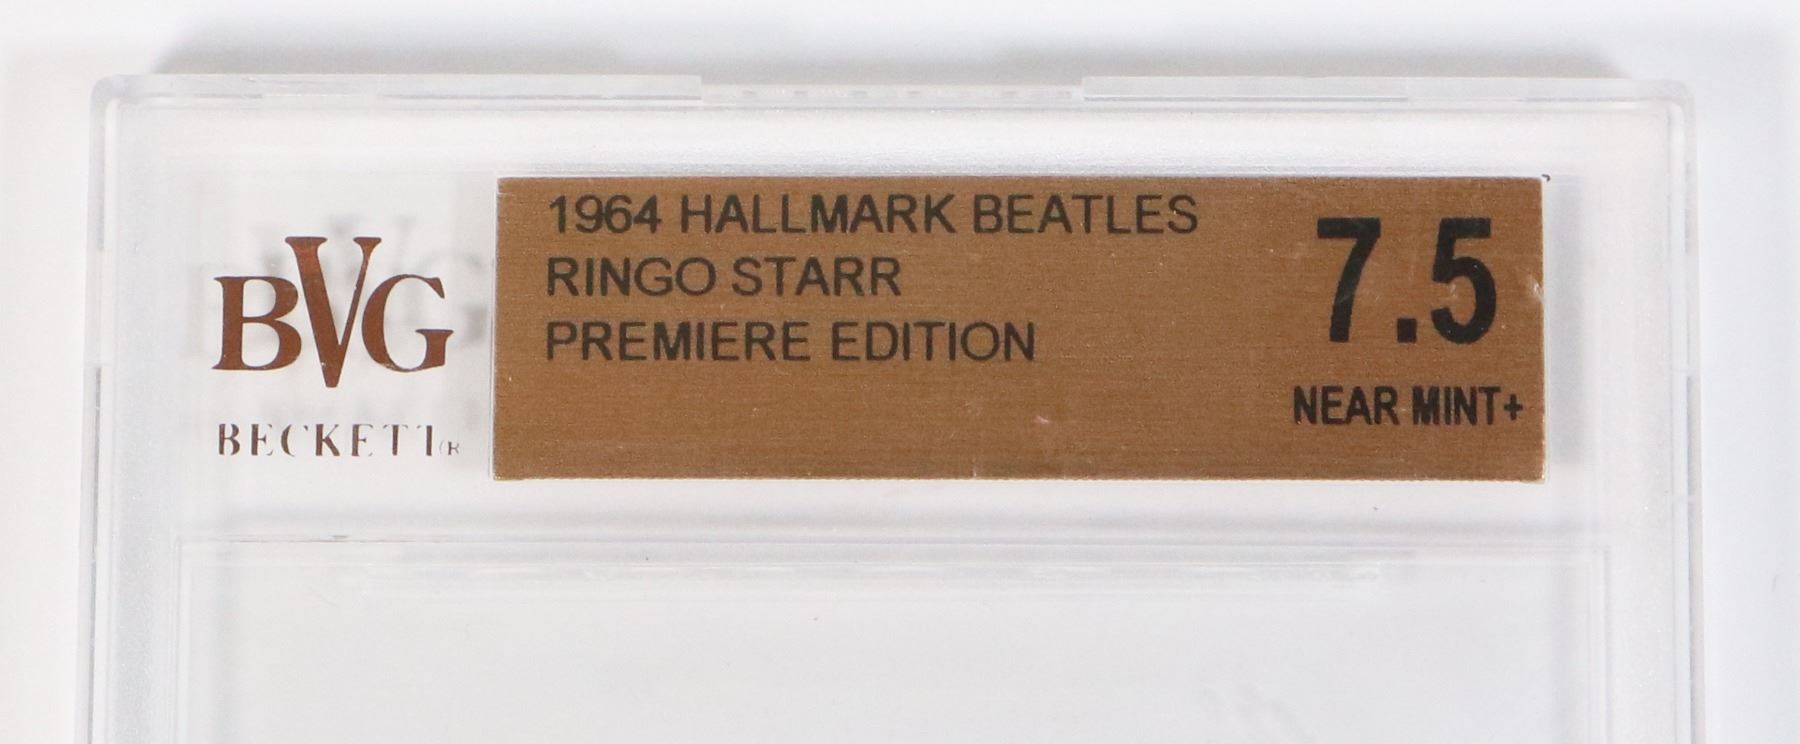 BVG
BECKETT®
1964 HALLMARK BEATLES
RINGO STARR
PREMIERE EDITION
7.5
NEAR MINT+